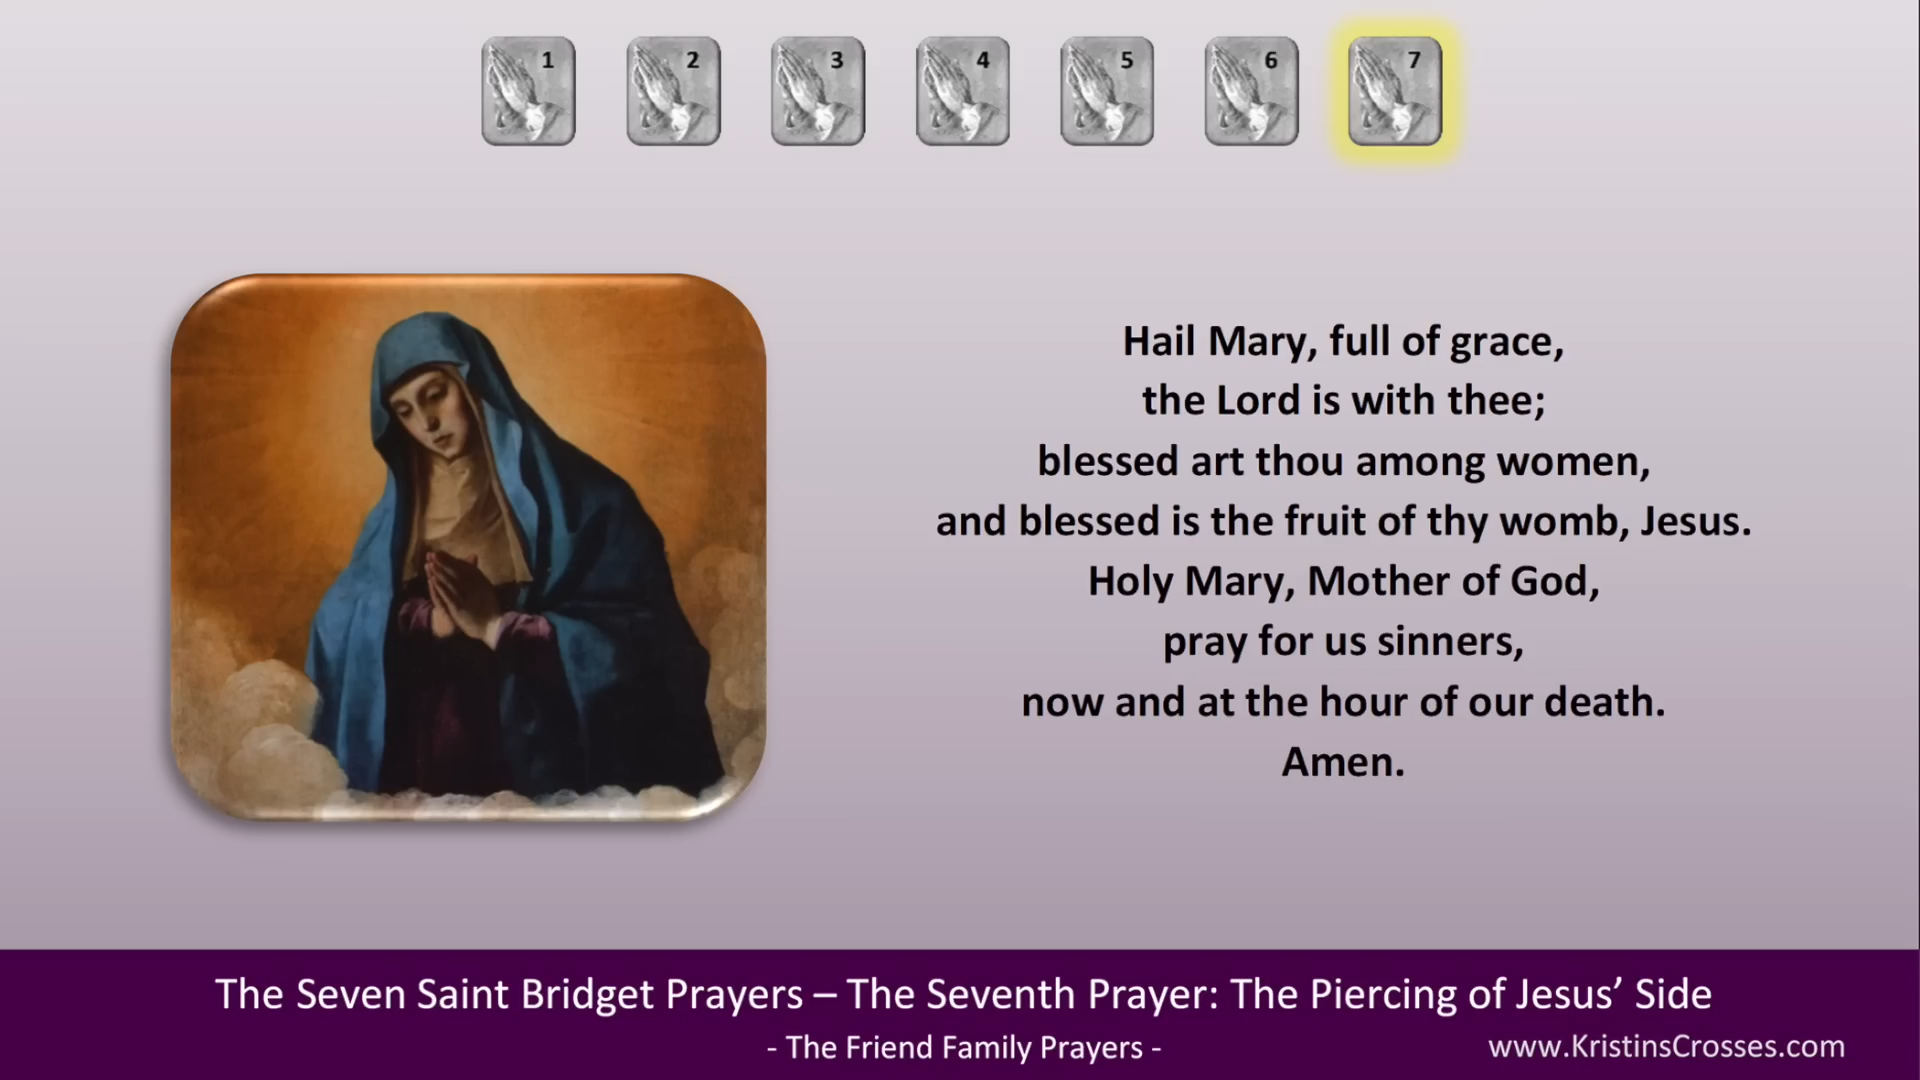 1
2
3
4
5
6
7
Hail Mary, full of grace,
the Lord is with thee;
blessed art thou among women,
and blessed is the fruit of thy womb, Jesus.
Holy Mary, Mother of God,
pray for us sinners,
now and at the hour of our death.
Amen.
The Seven Saint Bridget Prayers – The Seventh Prayer: The Piercing of Jesus’ Side
- The Friend Family Prayers -
www.KristinsCrosses.com